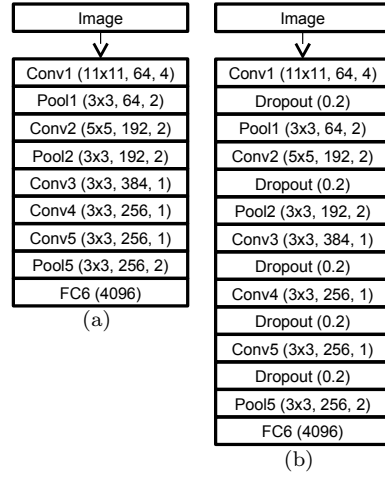 Image
Conv1 (11x11, 64, 4)
Pool1 (3x3, 64, 2)
Conv2 (5x5, 192, 2)
Pool2 (3x3, 192, 2)
Conv3 (3x3, 384, 1)
Conv4 (3x3, 256, 1)
Conv5 (3x3, 256, 1)
Pool5 (3x3, 256, 2)
FC6 (4096)
(a)
Image
Conv1 (11x11, 64, 4)
Dropout (0.2)
Pool1 (3x3, 64, 2)
Conv2 (5x5, 192, 2)
Dropout (0.2)
Pool2 (3x3, 192, 2)
Conv3 (3x3, 384, 1)
Dropout (0.2)
Conv4 (3x3, 256, 1)
Dropout (0.2)
Conv5 (3x3, 256, 1)
Dropout (0.2)
Pool5 (3x3, 256, 2)
FC6 (4096)
(b)